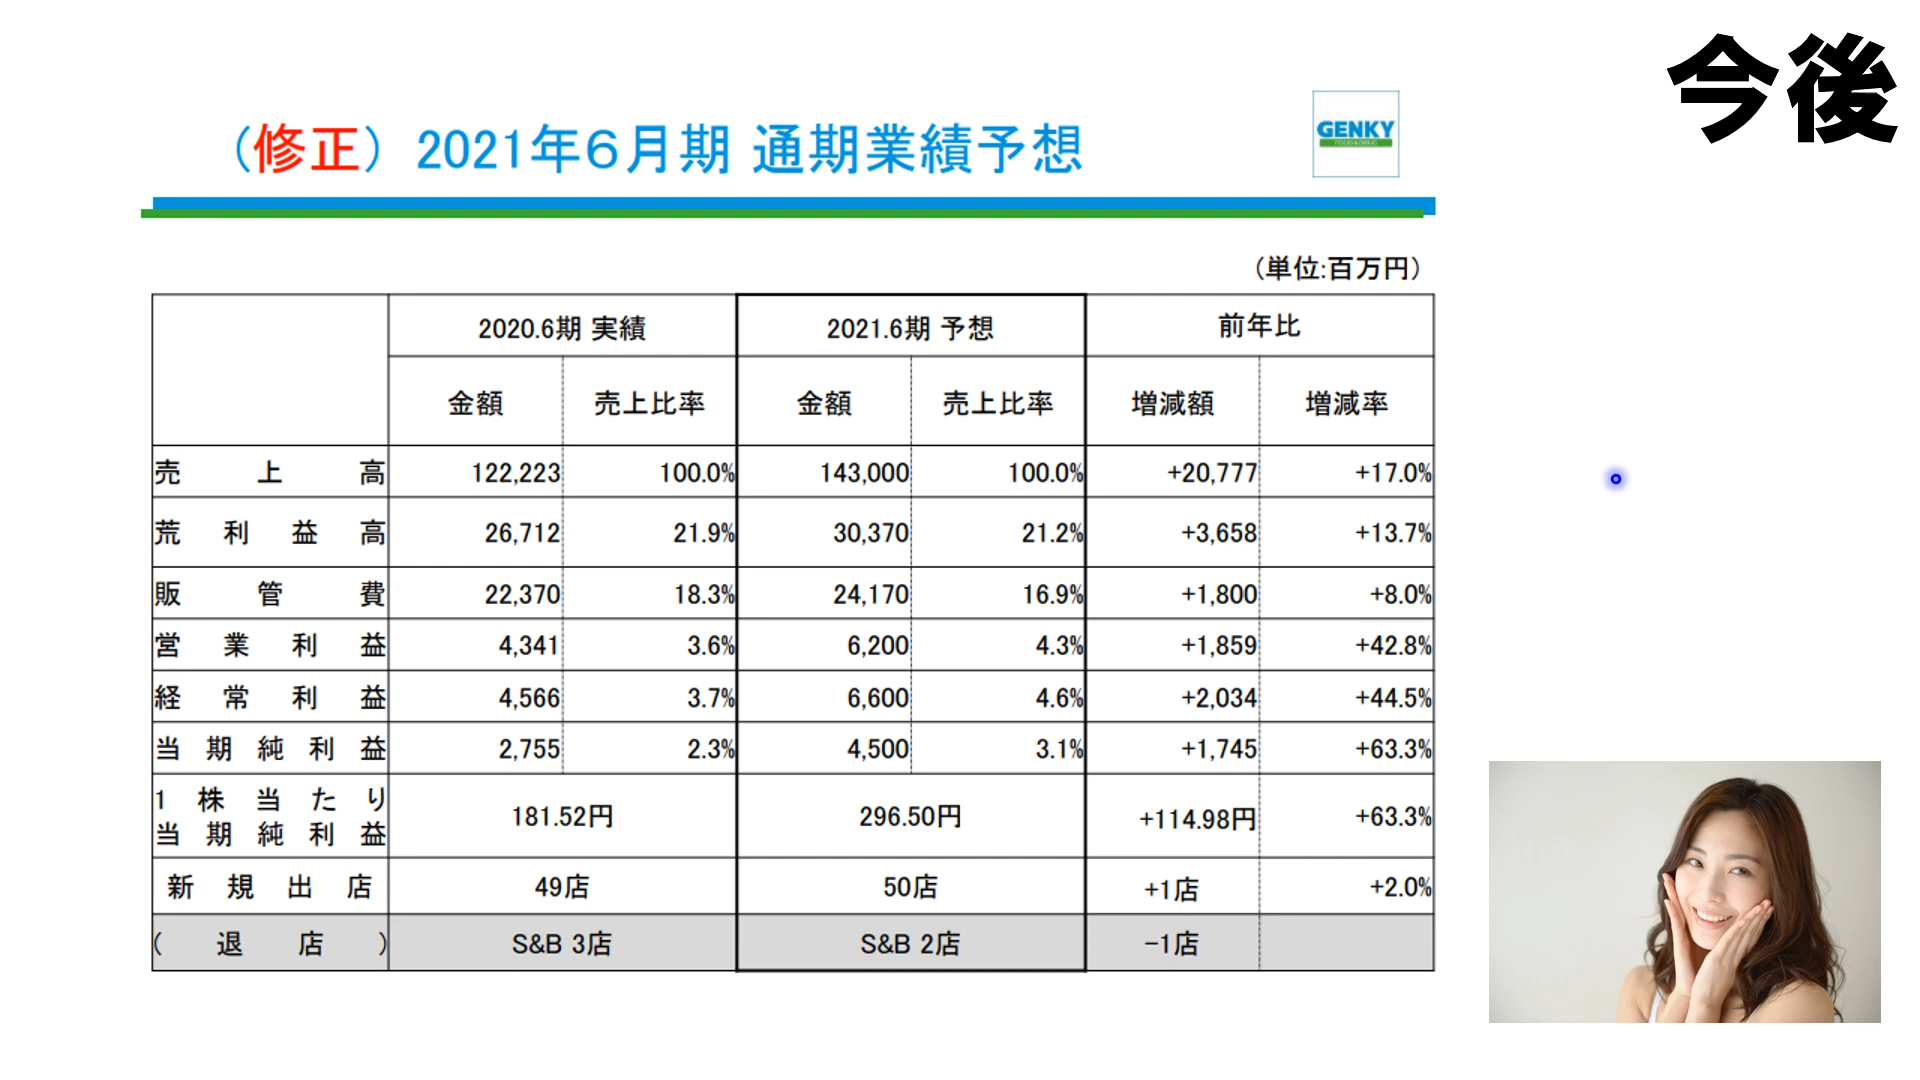 今後
（修正）2021年６月期 通期業績予想
GENKY
FOOD&DRUG
（単位:百万円）
2020.6期 実績 2021.6期 予想 前年比
金額 売上比率 金額 売上比率 増減額 増減率
売上高 122,223 100.0% 143,000 100.0% +20,777 +17.0%
荒利益高 26,712 21.9% 30,370 21.2% +3,658 +13.7%
販管費 22,370 18.3% 24,170 16.9% +1,800 +8.0%
営業利益 4,341 3.6% 6,200 4.3% +1,859 +42.8%
経常利益 4,566 3.7% 6,600 4.6% +2,034 +44.5%
当期純利益 2,755 2.3% 4,500 3.1% +1,745 +63.3%
1株当たり
当期純利益 181.52円 296.50円 +114.98円 +63.3%
新規出店 49店 50店 +1店 +2.0%
(退店) S&B 3店 S&B 2店 −1店